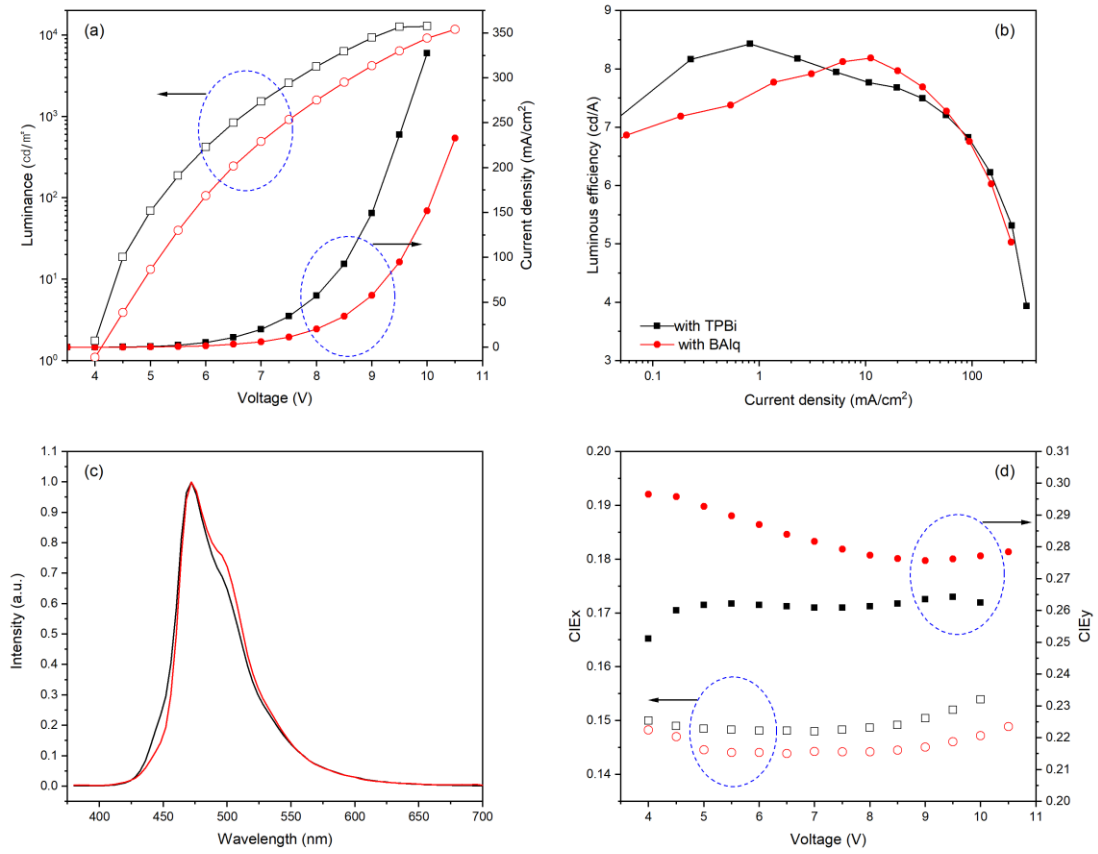 (a)
10⁴
10³
10²
10¹
10⁰
Luminance (cd/m²)
350
300
250
200
150
100
50
0
Current density (mA/cm²)
4 5 6 7 8 9 10 11
Voltage (V)
(b)
9
8
7
6
5
4
3
Luminous efficiency (cd/A)
with TPBi
with BAlq
0.1 1 10 100
Current density (mA/cm²)
(c)
1.1
1.0
0.9
0.8
0.7
0.6
0.5
0.4
0.3
0.2
0.1
0.0
Intensity (a.u.)
400 450 500 550 600 650 700
Wavelength (nm)
(d)
0.20
0.19
0.18
0.17
0.16
0.15
0.14
CIEx
0.31
0.30
0.29
0.28
0.27
0.26
0.25
0.24
0.23
0.22
0.21
0.20
CIEy
4 5 6 7 8 9 10 11
Voltage (V)